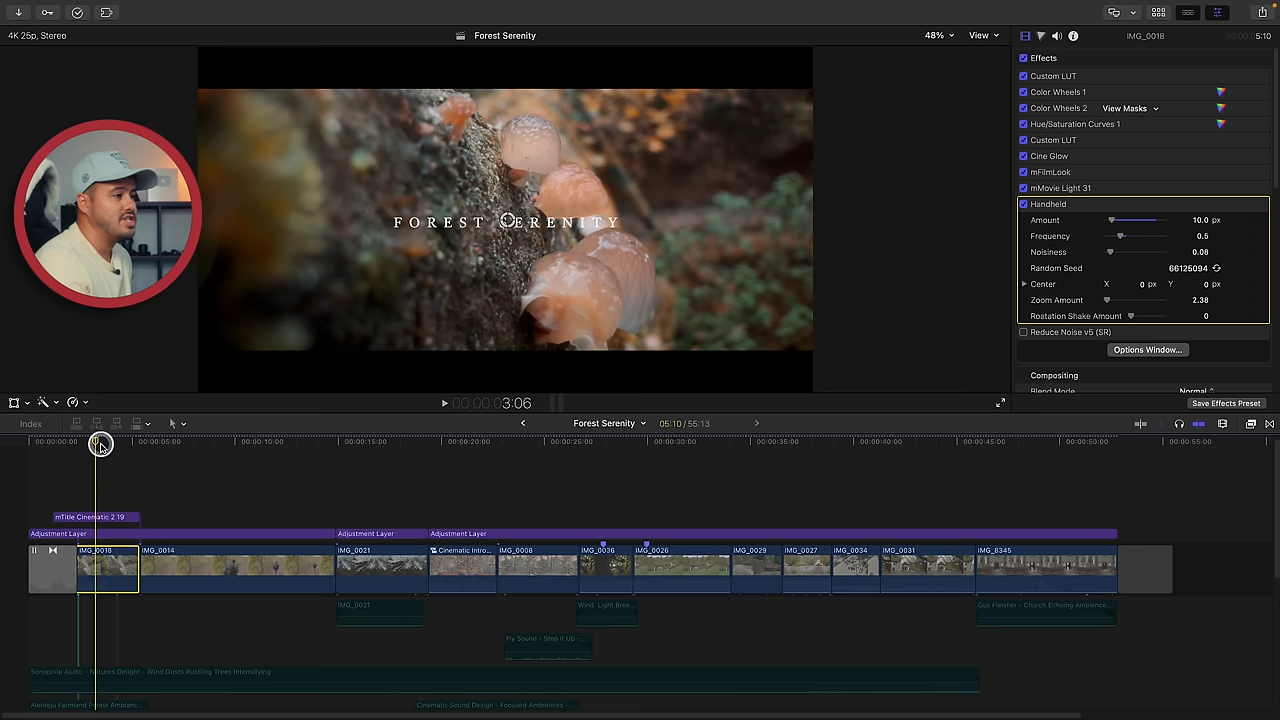 4K 25p, Stereo
Forest Serenity
48%
View
IMG_0018
5:10
Effects
Custom LUT
Color Wheels 1
Color Wheels 2
View Masks
Hue/Saturation Curves 1
Custom LUT
Cine Glow
mFilmLook
mMovie Light 31
Handheld
Amount
10.0 px
Frequency
0.5
Noisiness
0.08
Random Seed
66125094
Center
X
0 px
Y
0 px
Zoom Amount
2.38
Roatation Shake Amount
0
Reduce Noise v5 (SR)
Options Window...
Compositing
Blend Mode
Normal
Save Effects Preset
FOREST SERENITY
00:00:03:06
Index
Forest Serenity
05:10 / 55:13
00:00:00:00
00:00:05:00
00:00:10:00
00:00:15:00
00:00:20:00
00:00:25:00
00:00:30:00
00:00:35:00
00:00:40:00
00:00:45:00
00:00:50:00
00:00:55:00
mTitle Cinematic 2 19
Adjustment Layer
Adjustment Layer
Adjustment Layer
IMG_0018
IMG_0014
IMG_0021
Cinematic Intro...
IMG_0008
IMG_0036
IMG_0026
IMG_0029
IMG_0027
IMG_0034
IMG_0031
IMG_8345
IMG_0021
Wind Light Bree...
Guy Fleisher - Church Echoing Ambience...
Fly Sound - Step it Up -...
Sonophile Audio - Natures Delight - Wind Gusts Rustling Trees Intensifying
Alentejo Farmland Forest Ambianc...
Cinematic Sound Design - Focused Ambiences -...